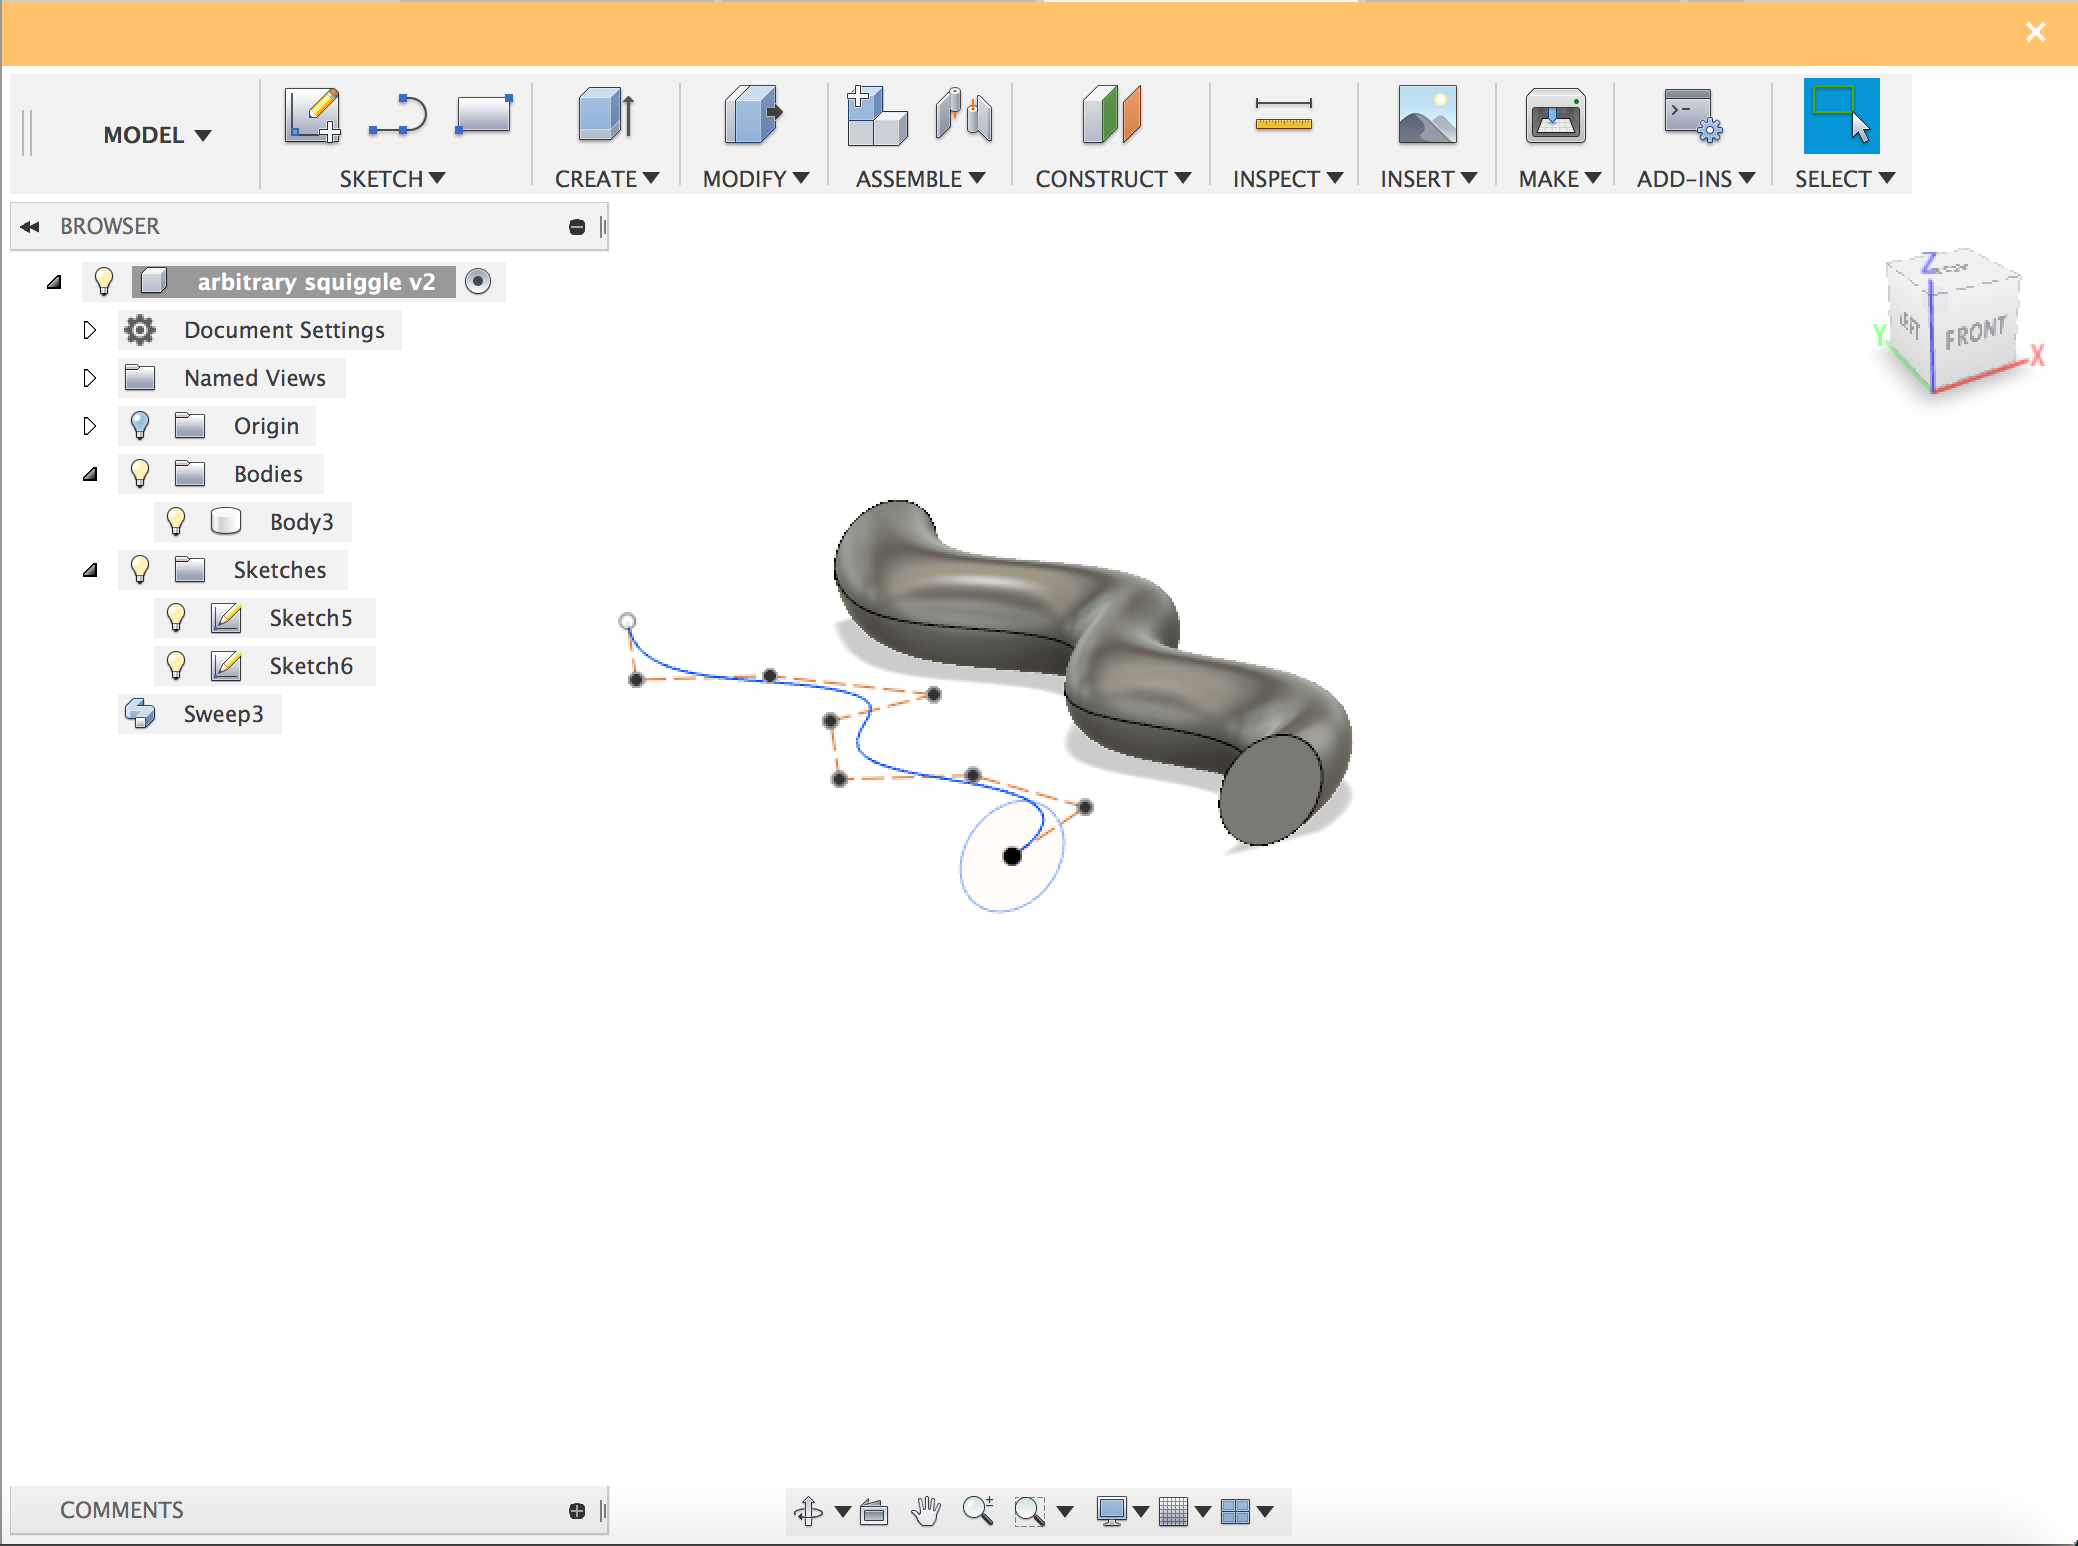 MODEL
SKETCH
CREATE
MODIFY
ASSEMBLE
CONSTRUCT
INSPECT
INSERT
MAKE
ADD-INS
SELECT
BROWSER
arbitrary squiggle v2
Document Settings
Named Views
Origin
Bodies
Body3
Sketches
Sketch5
Sketch6
Sweep3
Z
TOP
LEFT
FRONT
Y
X
COMMENTS